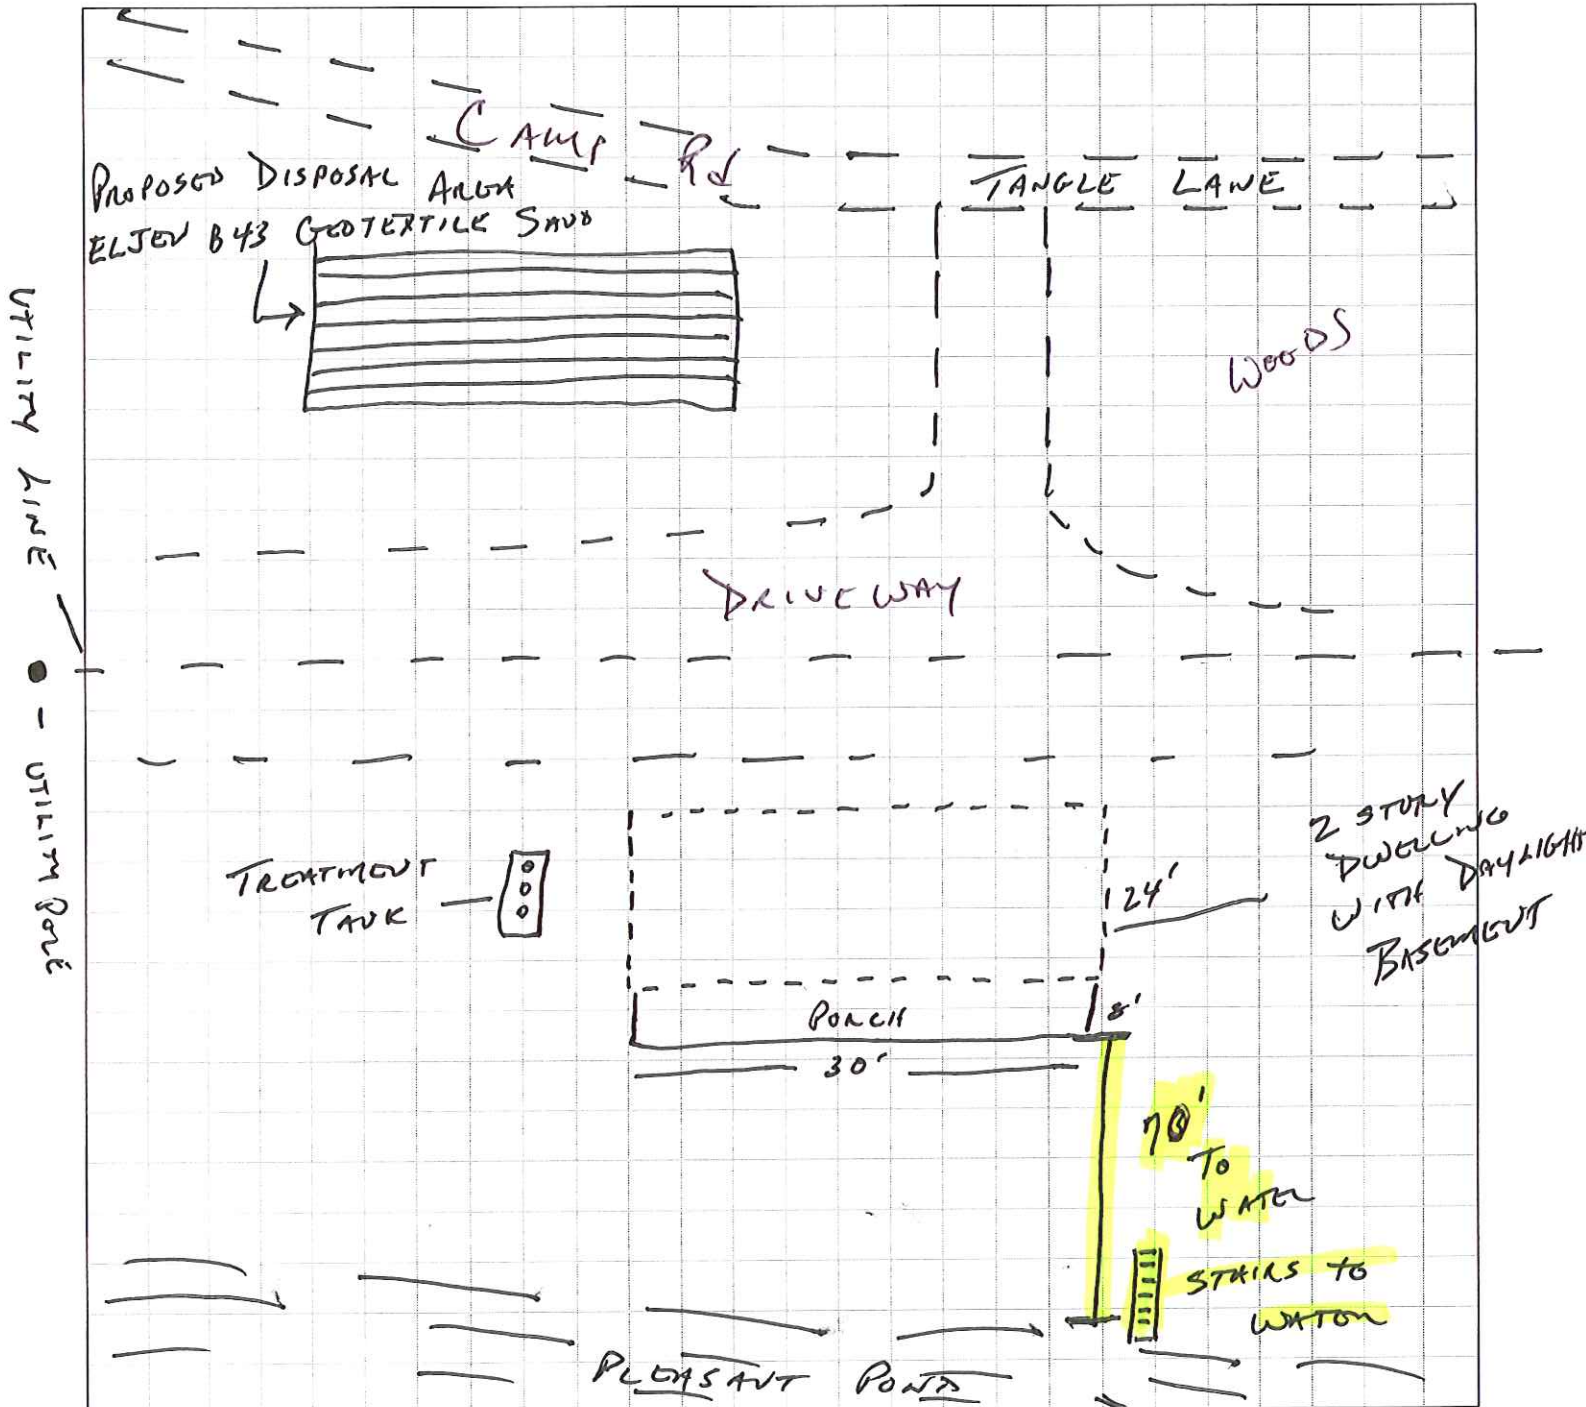 CAMP Rd
PROPOSED DISPOSAL AREA
ELJEN B43 GEOTEXTILE SAND
TANGLE LANE
WOODS
UTILITY LINE
DRIVEWAY
UTILITY POLE
TREATMENT
TANK
24'
2 STORY
DWELLING
WITH DAYLIGHT
BASEMENT
PORCH
8'
30'
70'
TO
WATER
STAIRS TO
WATER
PLEASANT POND